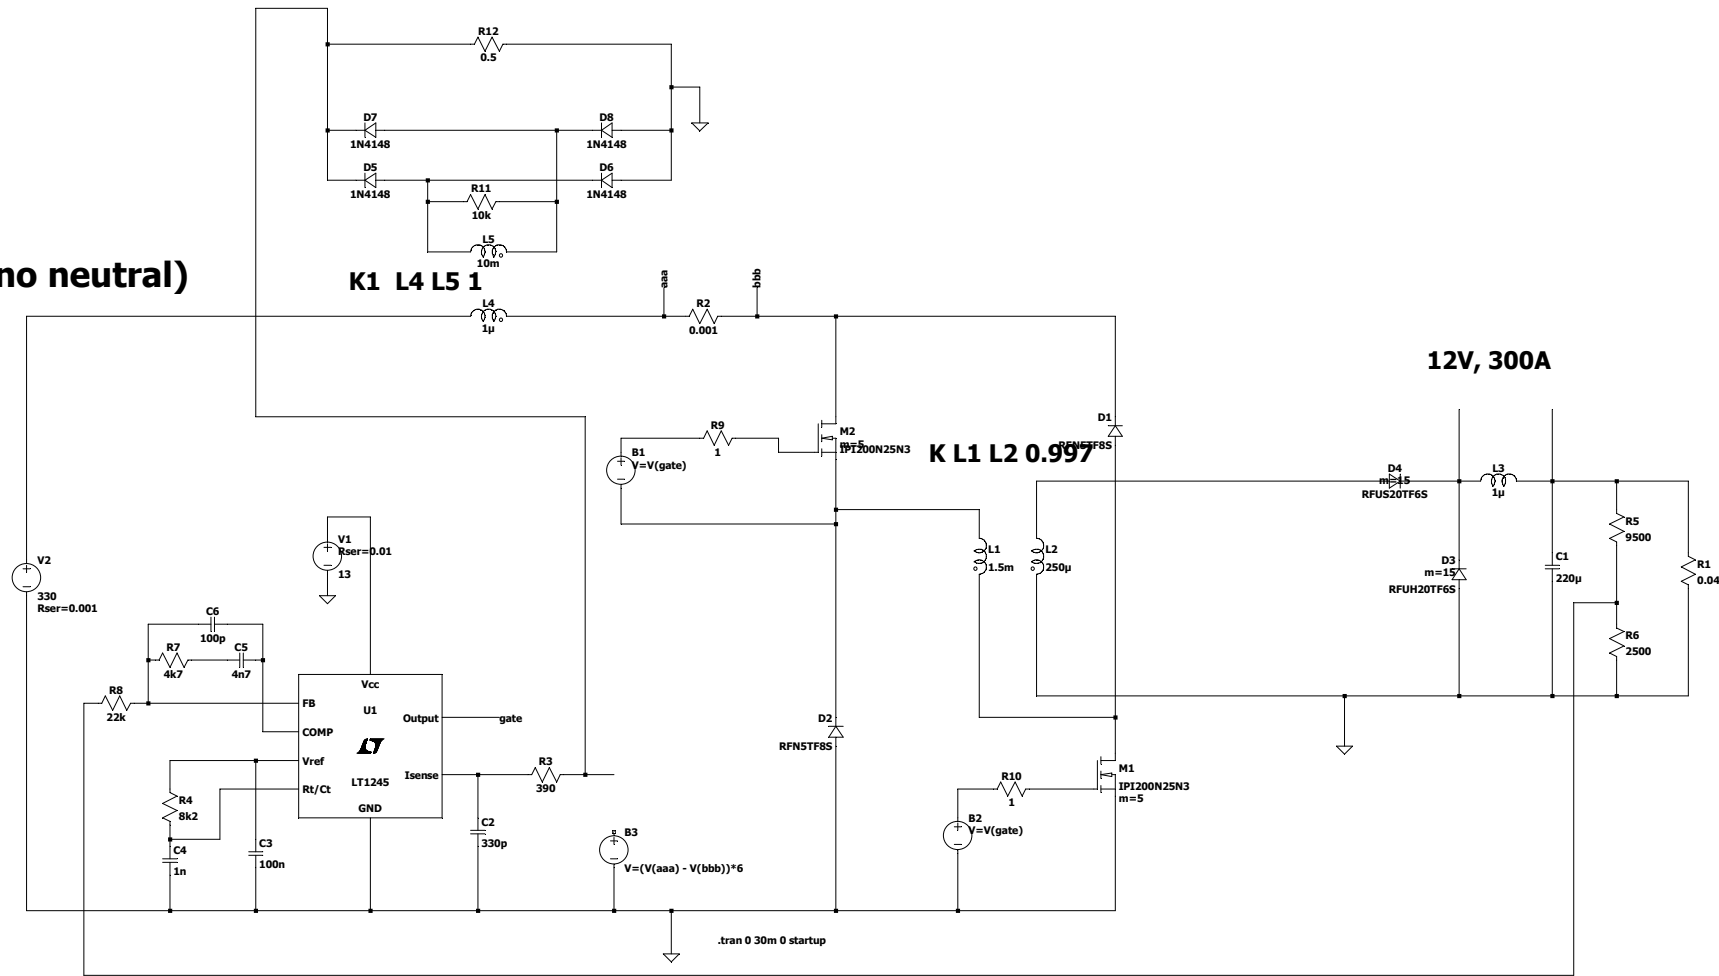 R12
0.5
D7
1N4148
D8
1N4148
D5
1N4148
D6
1N4148
R11
10k
L5
10m
no neutral)
K1 L4 L5 1
L4
1µ
aaa
R2
0.001
bbb
12V, 300A
R9
1
M2
m=5
IPI200N25N3
B1
V=V(gate)
D1
RFN5TF8S
K L1 L2 0.997
D4
m=15
RFUS20TF6S
L3
1µ
R5
9500
V1
Rser=0.01
13
L1
1.5m
L2
250µ
D3
m=15
RFUH20TF6S
C1
220µ
R1
0.04
V2
330
Rser=0.001
C6
100p
R7
4k7
C5
4n7
R6
2500
R8
22k
Vcc
FB
U1
Output
gate
COMP
Vref
LT
LT1245
Isense
Rt/Ct
GND
D2
RFN5TF8S
R3
390
R4
8k2
C4
1n
C3
100n
C2
330p
B3
V=(V(aaa) - V(bbb))*6
R10
1
M1
IPI200N25N3
m=5
B2
V=V(gate)
.tran 0 30m 0 startup